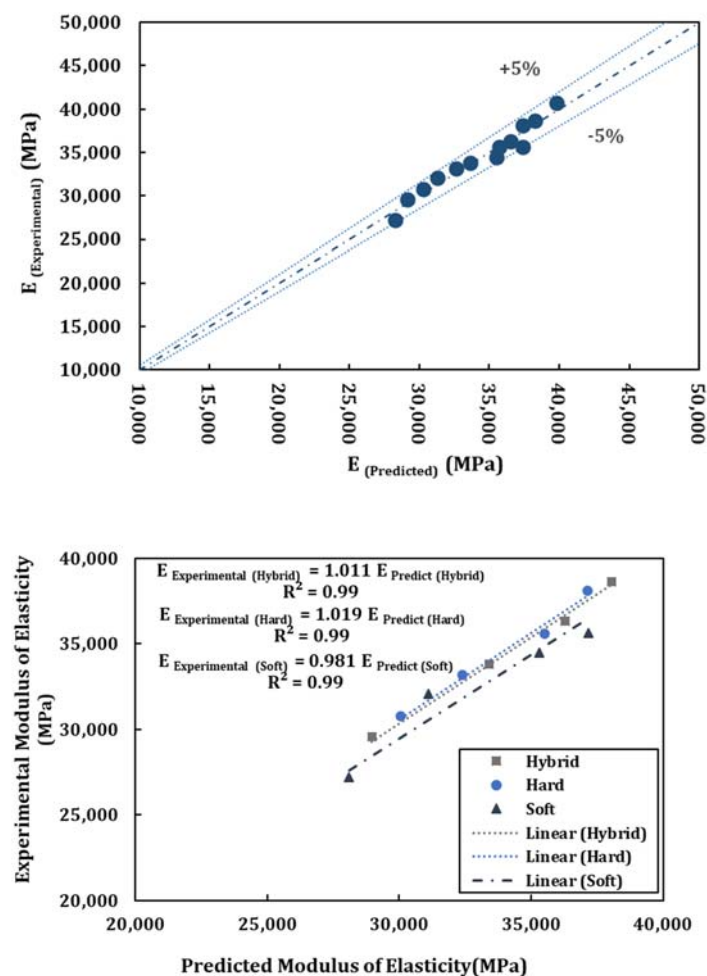 50,000
45,000
40,000
35,000
30,000
25,000
20,000
15,000
10,000
E (Experimental) (MPa)
+5%
-5%
10,000
15,000
20,000
25,000
30,000
35,000
40,000
45,000
50,000
E (Predicted) (MPa)
40,000
35,000
30,000
25,000
20,000
Experimental Modulus of Elasticity
(MPa)
E Experimental (Hybrid) = 1.011 E Predict (Hybrid)
R² = 0.99
E Experimental (Hard) = 1.019 E Predict (Hard)
R² = 0.99
E Experimental (Soft) = 0.981 E Predict (Soft)
R² = 0.99
Hybrid
Hard
Soft
Linear (Hybrid)
Linear (Hard)
Linear (Soft)
20,000 25,000 30,000 35,000 40,000
Predicted Modulus of Elasticity(MPa)